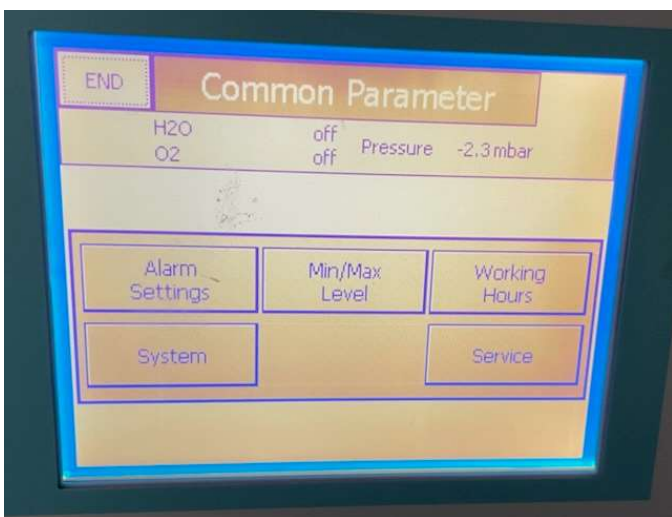 END
Common Parameter
H2O off
O2 off
Pressure -2.3 mbar
Alarm
Settings
Min/Max
Level
Working
Hours
System
Service